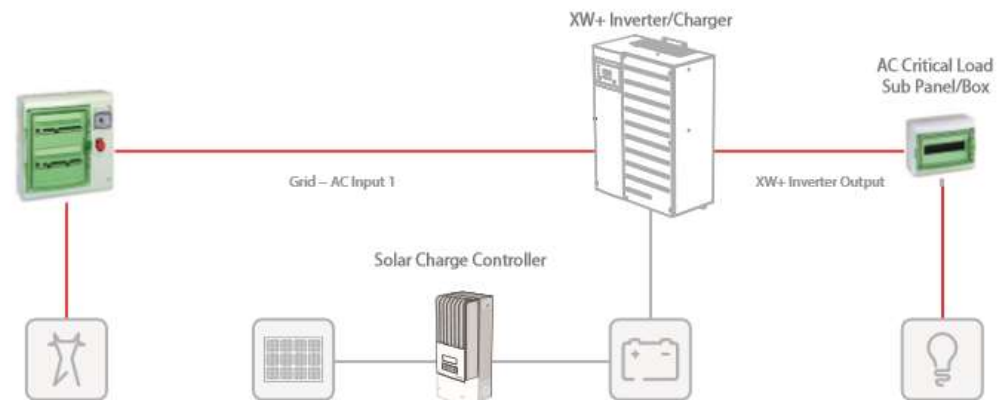 XW+ Inverter/Charger
AC Critical Load
Sub Panel/Box
Grid – AC Input 1
XW+ Inverter Output
Solar Charge Controller
+ -